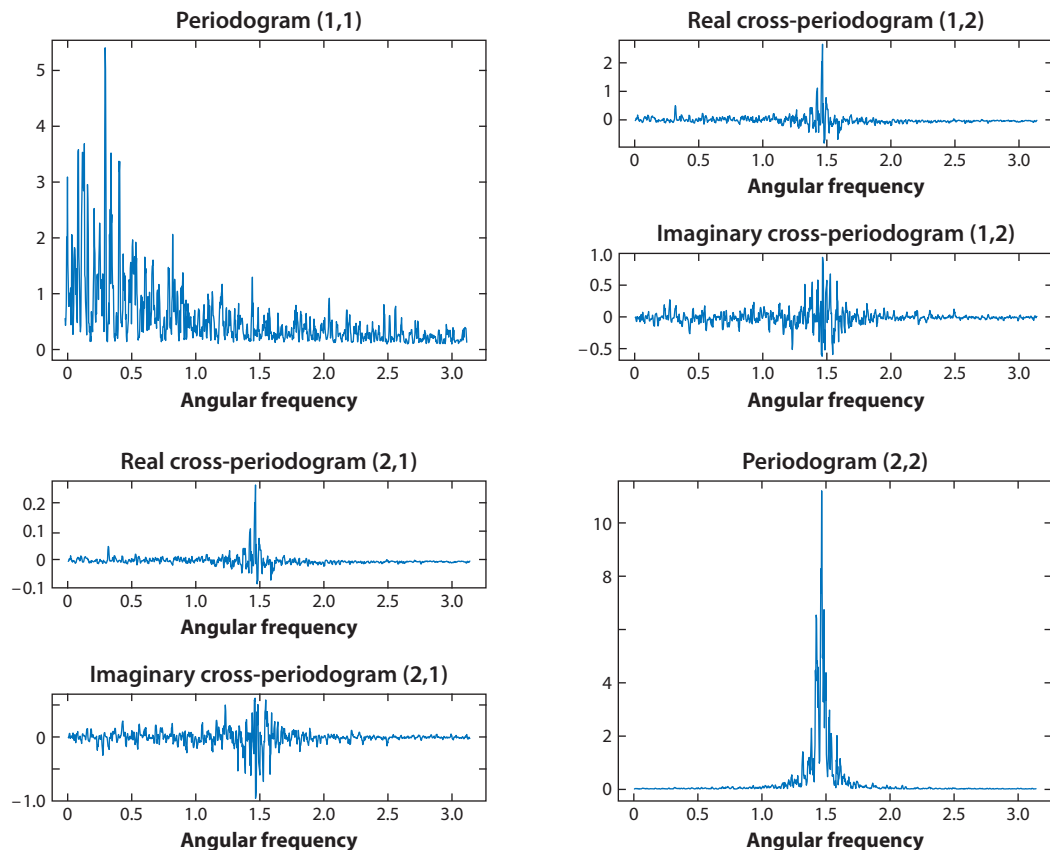 Periodogram (1,1)
5
4
3
2
1
0
0 0.5 1.0 1.5 2.0 2.5 3.0
Angular frequency
Real cross-periodogram (1,2)
2
1
0
0 0.5 1.0 1.5 2.0 2.5 3.0
Angular frequency
Imaginary cross-periodogram (1,2)
1.0
0.5
0
−0.5
0 0.5 1.0 1.5 2.0 2.5 3.0
Angular frequency
Real cross-periodogram (2,1)
0.2
0.1
0
−0.1
0 0.5 1.0 1.5 2.0 2.5 3.0
Angular frequency
Imaginary cross-periodogram (2,1)
0
−1.0
0 0.5 1.0 1.5 2.0 2.5 3.0
Angular frequency
Periodogram (2,2)
10
8
4
2
0
0 0.5 1.0 1.5 2.0 2.5 3.0
Angular frequency